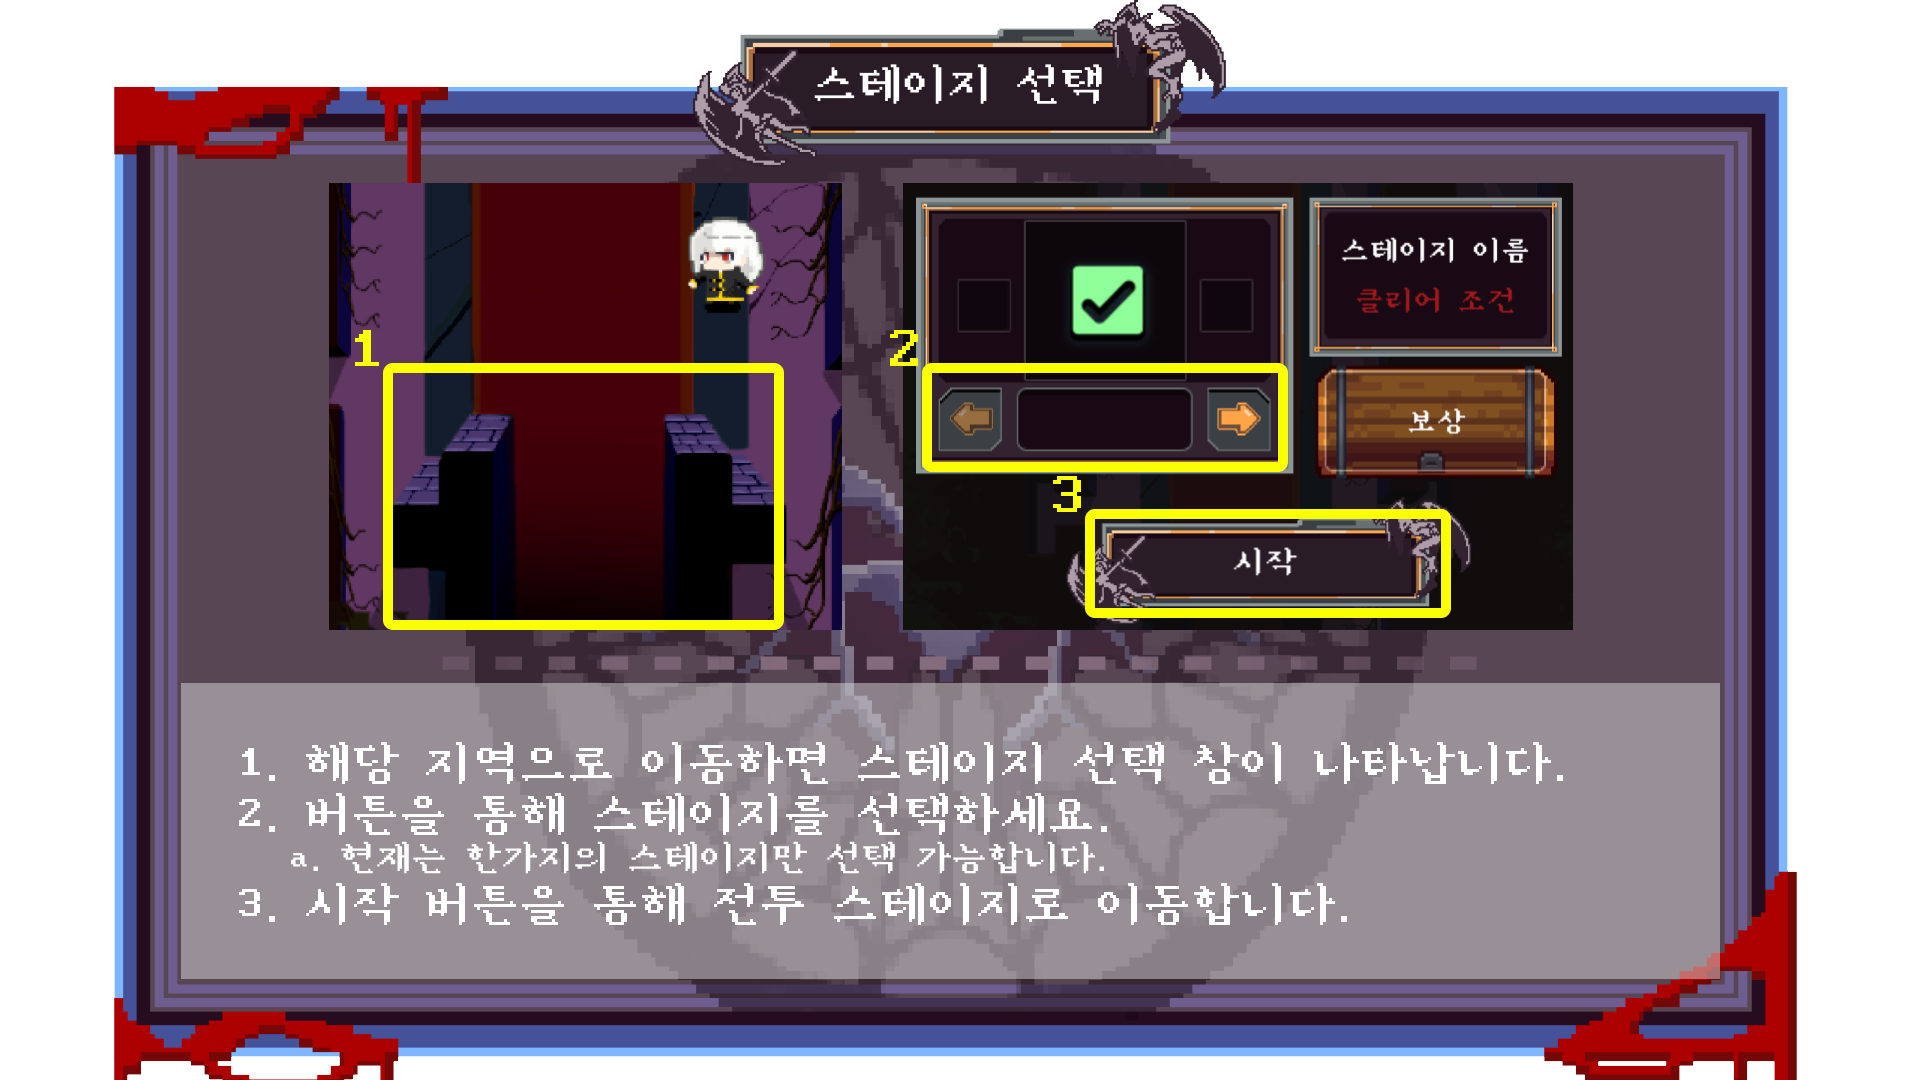 스테이지 선택
1
2
스테이지 이름
클리어 조건
보상
3
시작
1. 해당 지역으로 이동하면 스테이지 선택 창이 나타납니다.
2. 버튼을 통해 스테이지를 선택하세요.
a. 현재는 한가지의 스테이지만 선택 가능합니다.
3. 시작 버튼을 통해 전투 스테이지로 이동합니다.